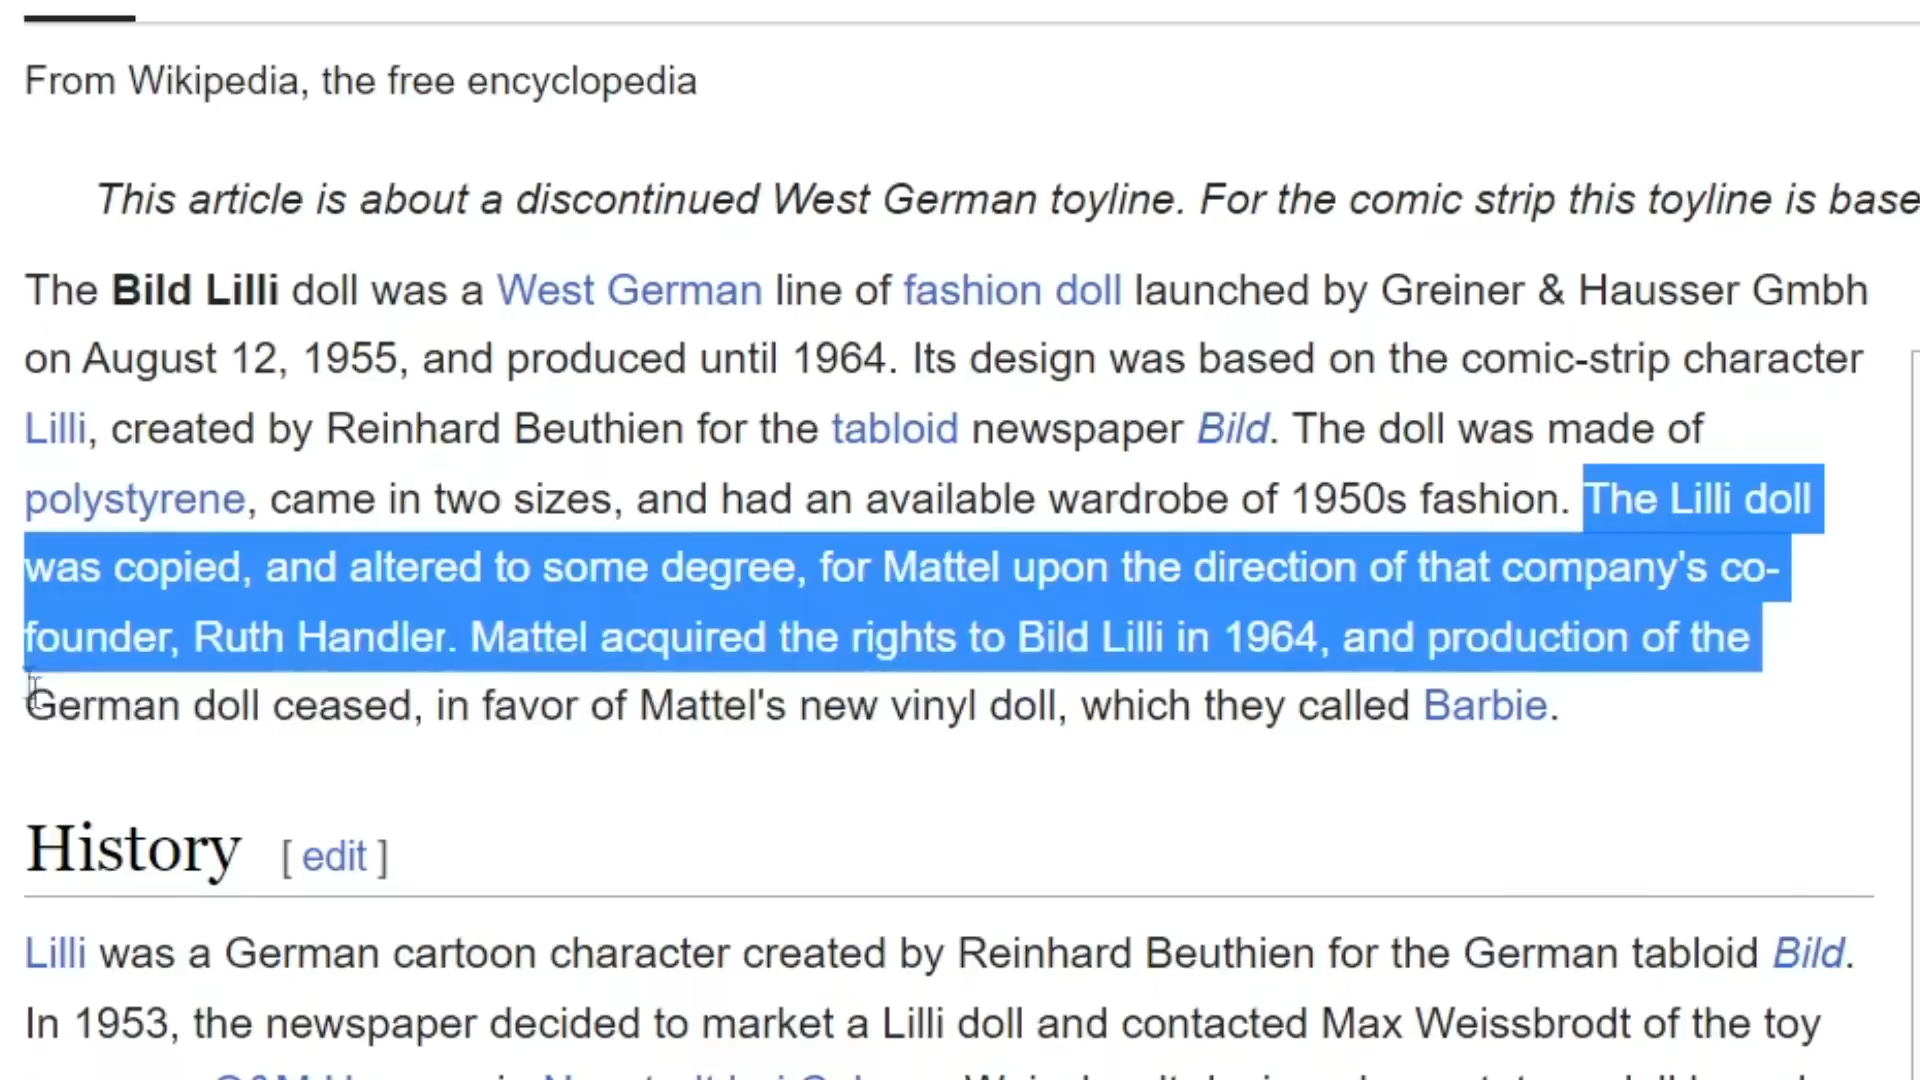 From Wikipedia, the free encyclopedia
This article is about a discontinued West German toyline. For the comic strip this toyline is base
The Bild Lilli doll was a West German line of fashion doll launched by Greiner & Hausser Gmbh
on August 12, 1955, and produced until 1964. Its design was based on the comic-strip character
Lilli, created by Reinhard Beuthien for the tabloid newspaper Bild. The doll was made of
polystyrene, came in two sizes, and had an available wardrobe of 1950s fashion. The Lilli doll
was copied, and altered to some degree, for Mattel upon the direction of that company's co-
founder, Ruth Handler. Mattel acquired the rights to Bild Lilli in 1964, and production of the
German doll ceased, in favor of Mattel's new vinyl doll, which they called Barbie.
History [ edit ]
Lilli was a German cartoon character created by Reinhard Beuthien for the German tabloid Bild.
In 1953, the newspaper decided to market a Lilli doll and contacted Max Weissbrodt of the toy